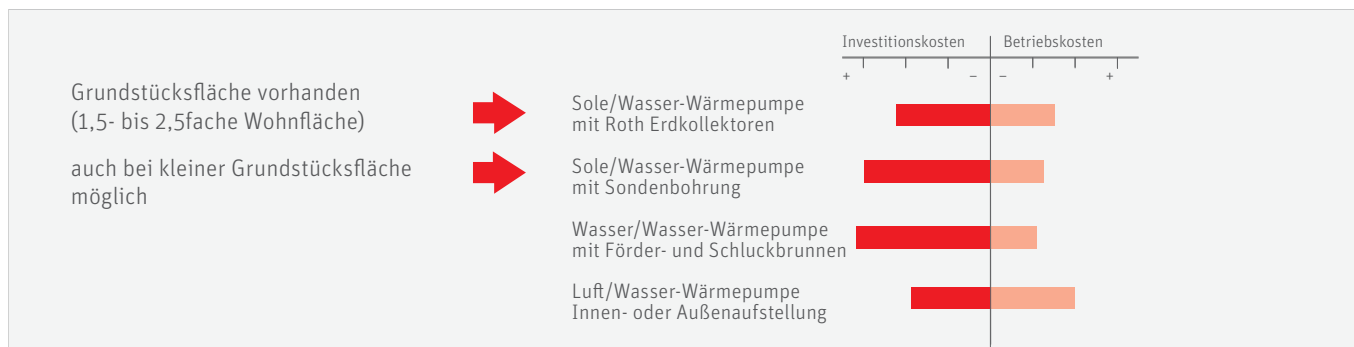 Investitionskosten
Betriebskosten
+
–
–
+
Grundstücksfläche vorhanden
(1,5- bis 2,5fache Wohnfläche)
auch bei kleiner Grundstücksfläche
möglich
Sole/Wasser-Wärmepumpe
mit Roth Erdkollektoren
Sole/Wasser-Wärmepumpe
mit Sondenbohrung
Wasser/Wasser-Wärmepumpe
mit Förder- und Schluckbrunnen
Luft/Wasser-Wärmepumpe
Innen- oder Außenaufstellung